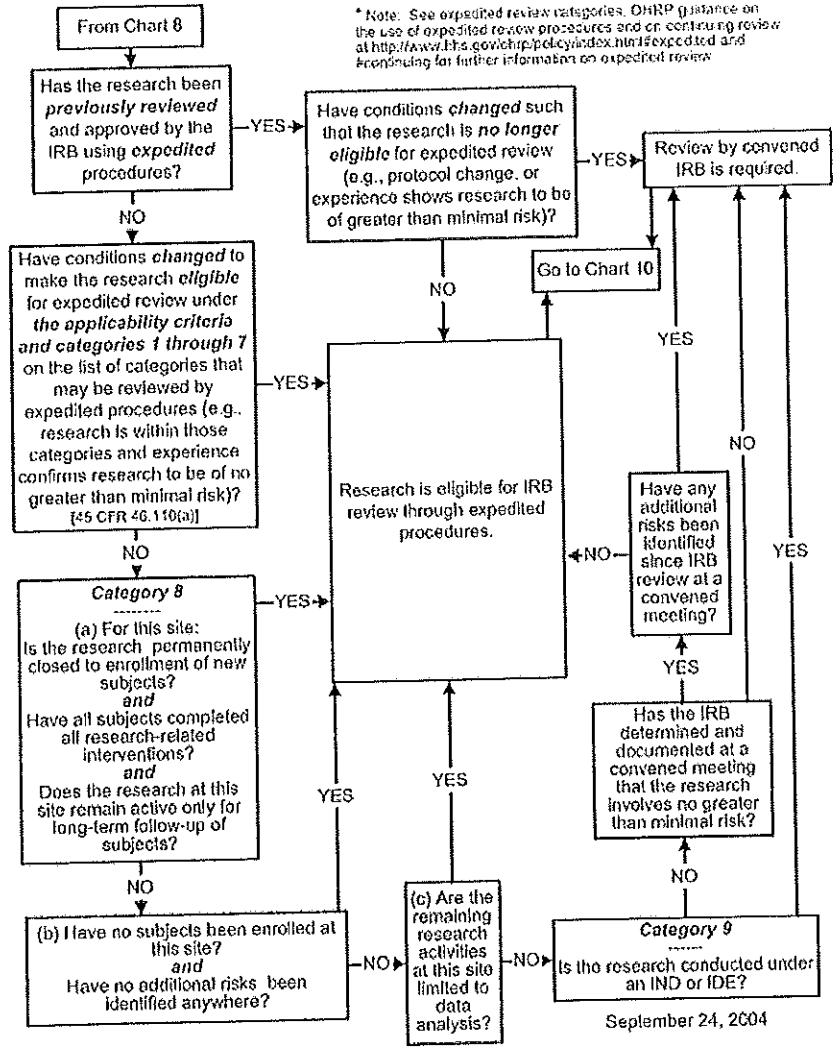 From Chart 8
* Note: See expedited review categories, OHRP guidance on
the use of expedited review procedures and on continuing review
at http://www.hhs.gov/ohrp/policy/index.html#expedited and
#continuing for further information on expedited review
Has the research been
previously reviewed
and approved by the
IRB using expedited
procedures?
YES
Have conditions changed such
that the research is no longer
eligible for expedited review
(e.g., protocol change, or
experience shows research to be
of greater than minimal risk)?
YES
Review by convened
IRB is required.
NO
Have conditions changed to
make the research eligible
for expedited review under
the applicability criteria
and categories 1 through 7
on the list of categories that
may be reviewed by
expedited procedures (e.g.,
research is within those
categories and experience
confirms research to be of no
greater than minimal risk)?
[45 CFR 46.110(a)]
YES
NO
Go to Chart 10
Research is eligible for IRB
review through expedited
procedures.
YES
NO
YES
Have any
additional
risks been
identified
since IRB
review at a
convened
meeting?
NO
NO
Category 8
--------
(a) For this site:
Is the research permanently
closed to enrollment of new
subjects?
and
Have all subjects completed
all research-related
interventions?
and
Does the research at this
site remain active only for
long-term follow-up of
subjects?
YES
YES
Has the IRB
determined and
documented at a
convened meeting
that the research
involves no greater
than minimal risk?
YES
YES
NO
NO
(b) Have no subjects been enrolled at
this site?
and
Have no additional risks been
identified anywhere?
NO
(c) Are the
remaining
research
activities
at this site
limited to
data
analysis?
NO
Category 9
------
Is the research conducted under
an IND or IDE?
September 24, 2004